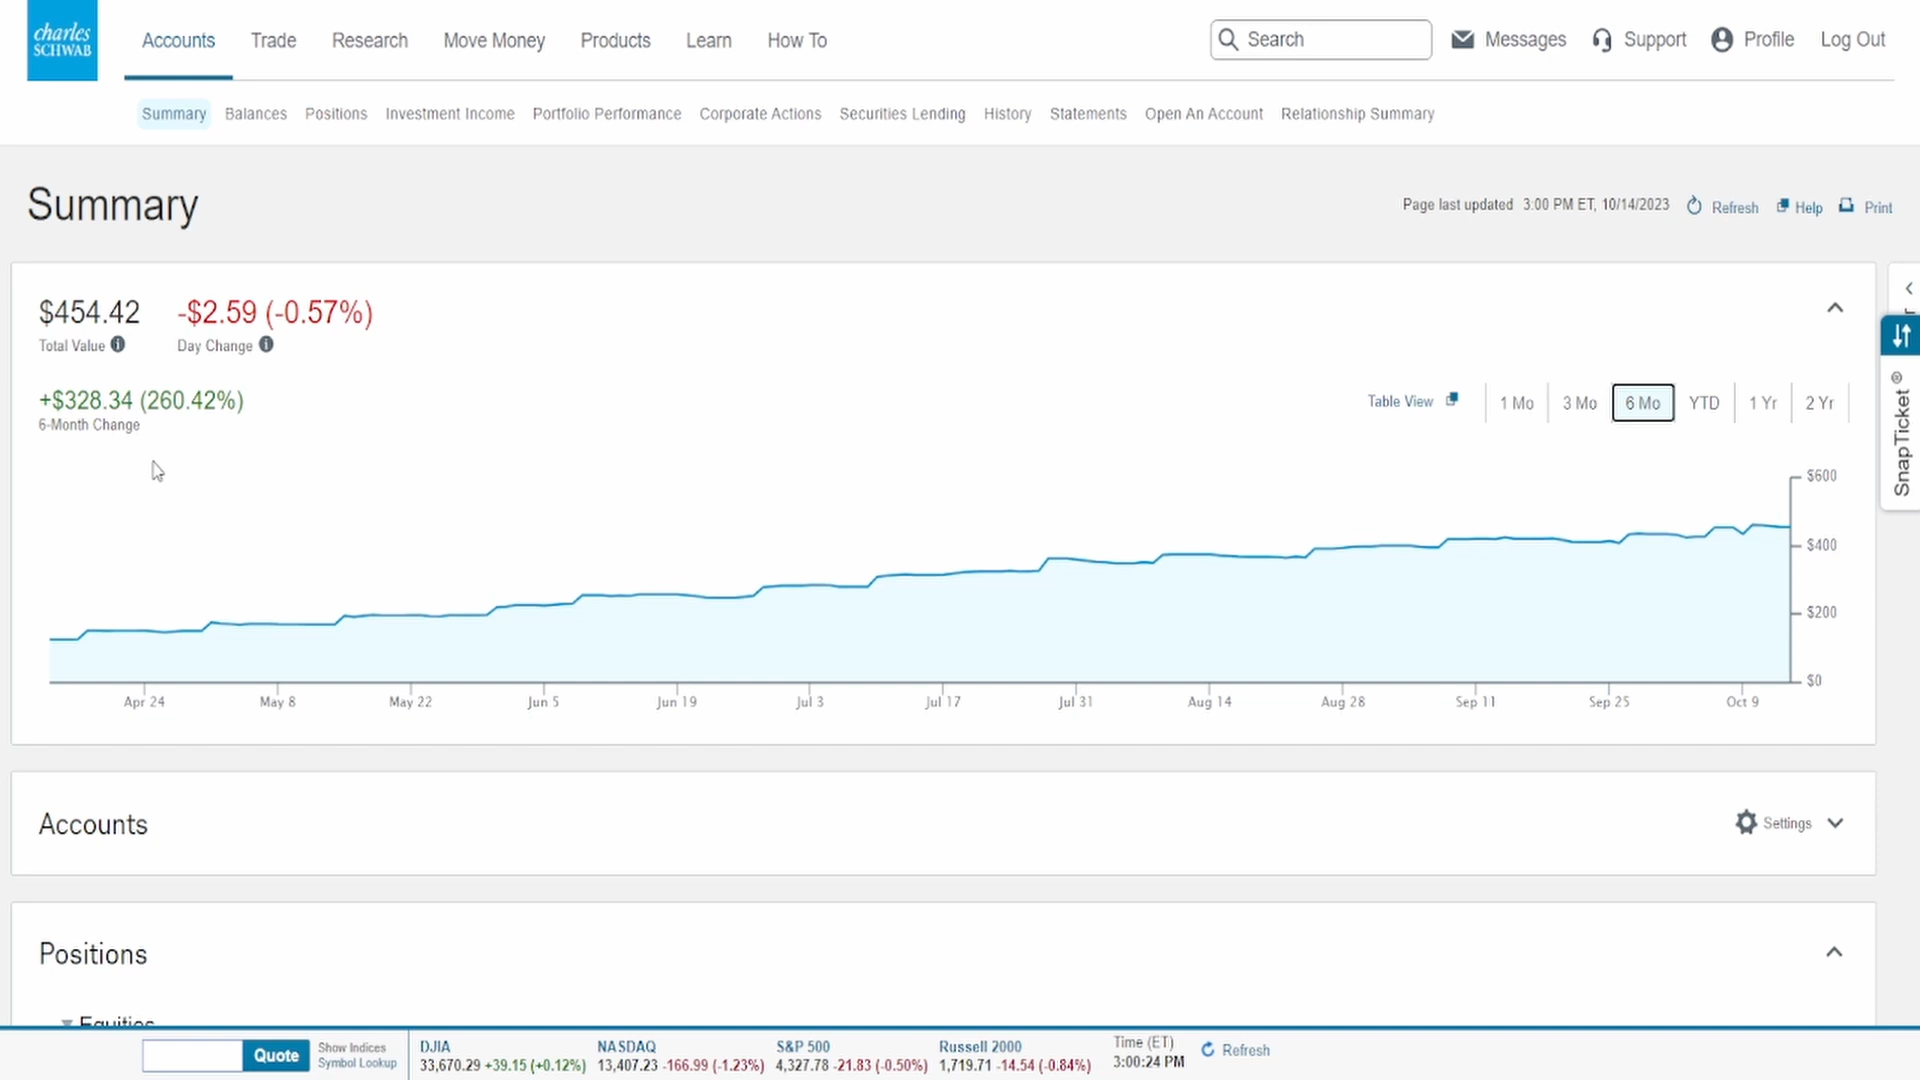 charles
SCHWAB
Accounts Trade Research Move Money Products Learn How To
Search Messages Support Profile Log Out
Summary Balances Positions Investment Income Portfolio Performance Corporate Actions Securities Lending History Statements Open An Account Relationship Summary
Summary
Page last updated 3:00 PM ET, 10/14/2023 Refresh Help Print
$454.42 -$2.59 (-0.57%)
Total Value Day Change
+$328.34 (260.42%)
6-Month Change
Table View 1 Mo 3 Mo 6 Mo YTD 1 Yr 2 Yr
SnapTicket ®
$600
$400
$200
$0
Apr 24 May 8 May 22 Jun 5 Jun 19 Jul 3 Jul 17 Jul 31 Aug 14 Aug 28 Sep 11 Sep 25 Oct 9
Accounts
Settings
Positions
Equities
Quote
Show Indices
Symbol Lookup
DJIA NASDAQ S&P 500 Russell 2000 Time (ET)
33,670.29 +39.15 (+0.12%) 13,407.23 -166.99 (-1.23%) 4,327.78 -21.83 (-0.50%) 1,719.71 -14.54 (-0.84%) 3:00:24 PM
Refresh